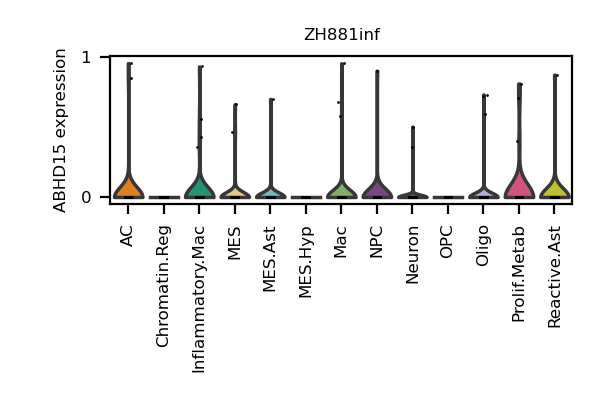 ZH881inf
ABHD15 expression
1
0
AC
Chromatin.Reg
Inflammatory.Mac
MES
MES.Ast
MES.Hyp
Mac
NPC
Neuron
OPC
Oligo
Prolif.Metab
Reactive.Ast